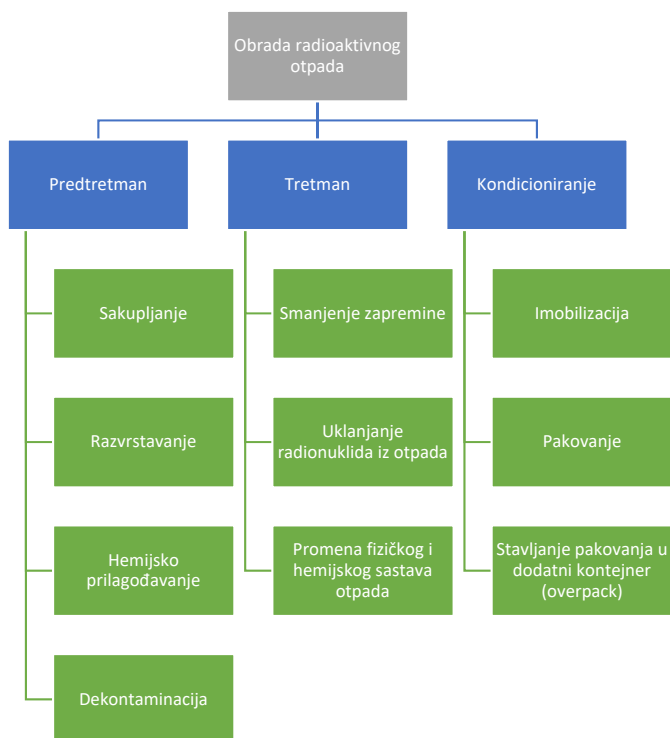 Obrada radioaktivnog
otpada
Predtretman
Tretman
Kondicioniranje
Sakupljanje
Smanjenje zapremine
Imobilizacija
Razvrstavanje
Uklanjanje
radionuklida iz otpada
Pakovanje
Hemijsko
prilagođavanje
Promena fizičkog i
hemijskog sastava
otpada
Stavljanje pakovanja u
dodatni kontejner
(overpack)
Dekontaminacija